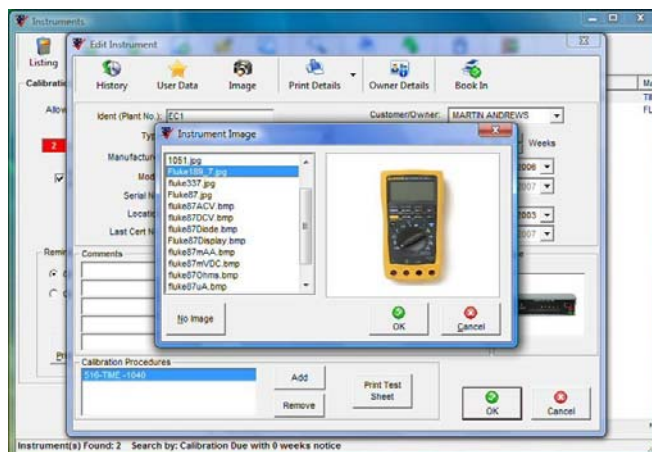 Instruments
Edit Instrument
Listing
History
User Data
Image
Print Details
Owner Details
Book In
Ident (Plant No.):
EC1
Customer/Owner:
MARTIN ANDREWS
2
Weeks
Manufacture
Serial N
Last Cert N
2003
Instrument Image
1051.jpg
Fluke189_7.jpg
fluke337.jpg
Fluke87.jpg
fluke87ACV.bmp
fluke87DCV.bmp
fluke87Diode.bmp
Fluke87Display.bmp
fluke87mAA.bmp
fluke87mVDC.bmp
Fluke87Ohms.bmp
fluke87uA.bmp
No Image
OK
Cancel
Comments
Calibration Procedures
516-TIME -1040
Add
Remove
Print Test
Sheet
OK
Cancel
Instrument(s) Found: 2 Search by: Calibration Due with 0 weeks notice